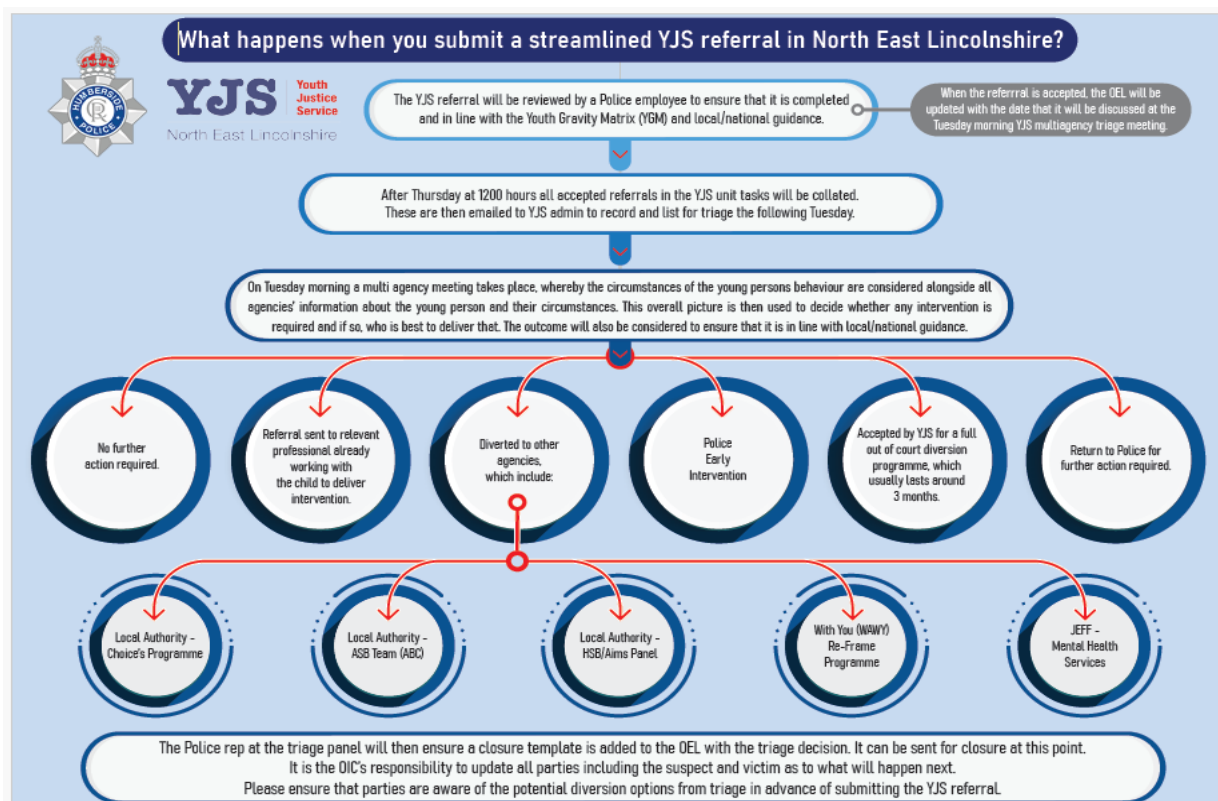 What happens when you submit a streamlined YJS referral in North East Lincolnshire?
HUMBERSIDE
POLICE
YJS
Youth
Justice
Service
North East Lincolnshire
The YJS referral will be reviewed by a Police employee to ensure that it is completed
and in line with the Youth Gravity Matrix (YGM) and local/national guidance.
When the referrral is accepted, the OEL will be
updated with the date that it will be discussed at the
Tuesday morning YJS multiagency triage meeting.
After Thursday at 1200 hours all accepted referrals in the YJS unit tasks will be collated.
These are then emailed to YJS admin to record and list for triage the following Tuesday.
On Tuesday morning a multi agency meeting takes place, whereby the circumstances of the young persons behaviour are considered alongside all
agencies' information about the young person and their circumstances. This overall picture is then used to decide whether any intervention is
required and if so, who is best to deliver that. The outcome will also be considered to ensure that it is in line with local/national guidance.
No further
action required.
Referral sent to relevant
professional already
working with
the child to deliver
intervention.
Diverted to other
agencies,
which include:
Police
Early
Intervention
Accepted by YJS for a full
out of court diversion
programme, which
usually lasts around
3 months.
Return to Police for
further action required.
Local Authority -
Choice's Programme
Local Authority -
ASB Team (ABC)
Local Authority -
HSB/Aims Panel
With You (WAWY)
Re-Frame
Programme
JEFF -
Mental Health
Services
The Police rep at the triage panel will then ensure a closure template is added to the OEL with the triage decision. It can be sent for closure at this point.
It is the OIC's responsibility to update all parties including the suspect and victim as to what will happen next.
Please ensure that parties are aware of the potential diversion options from triage in advance of submitting the YJS referral.